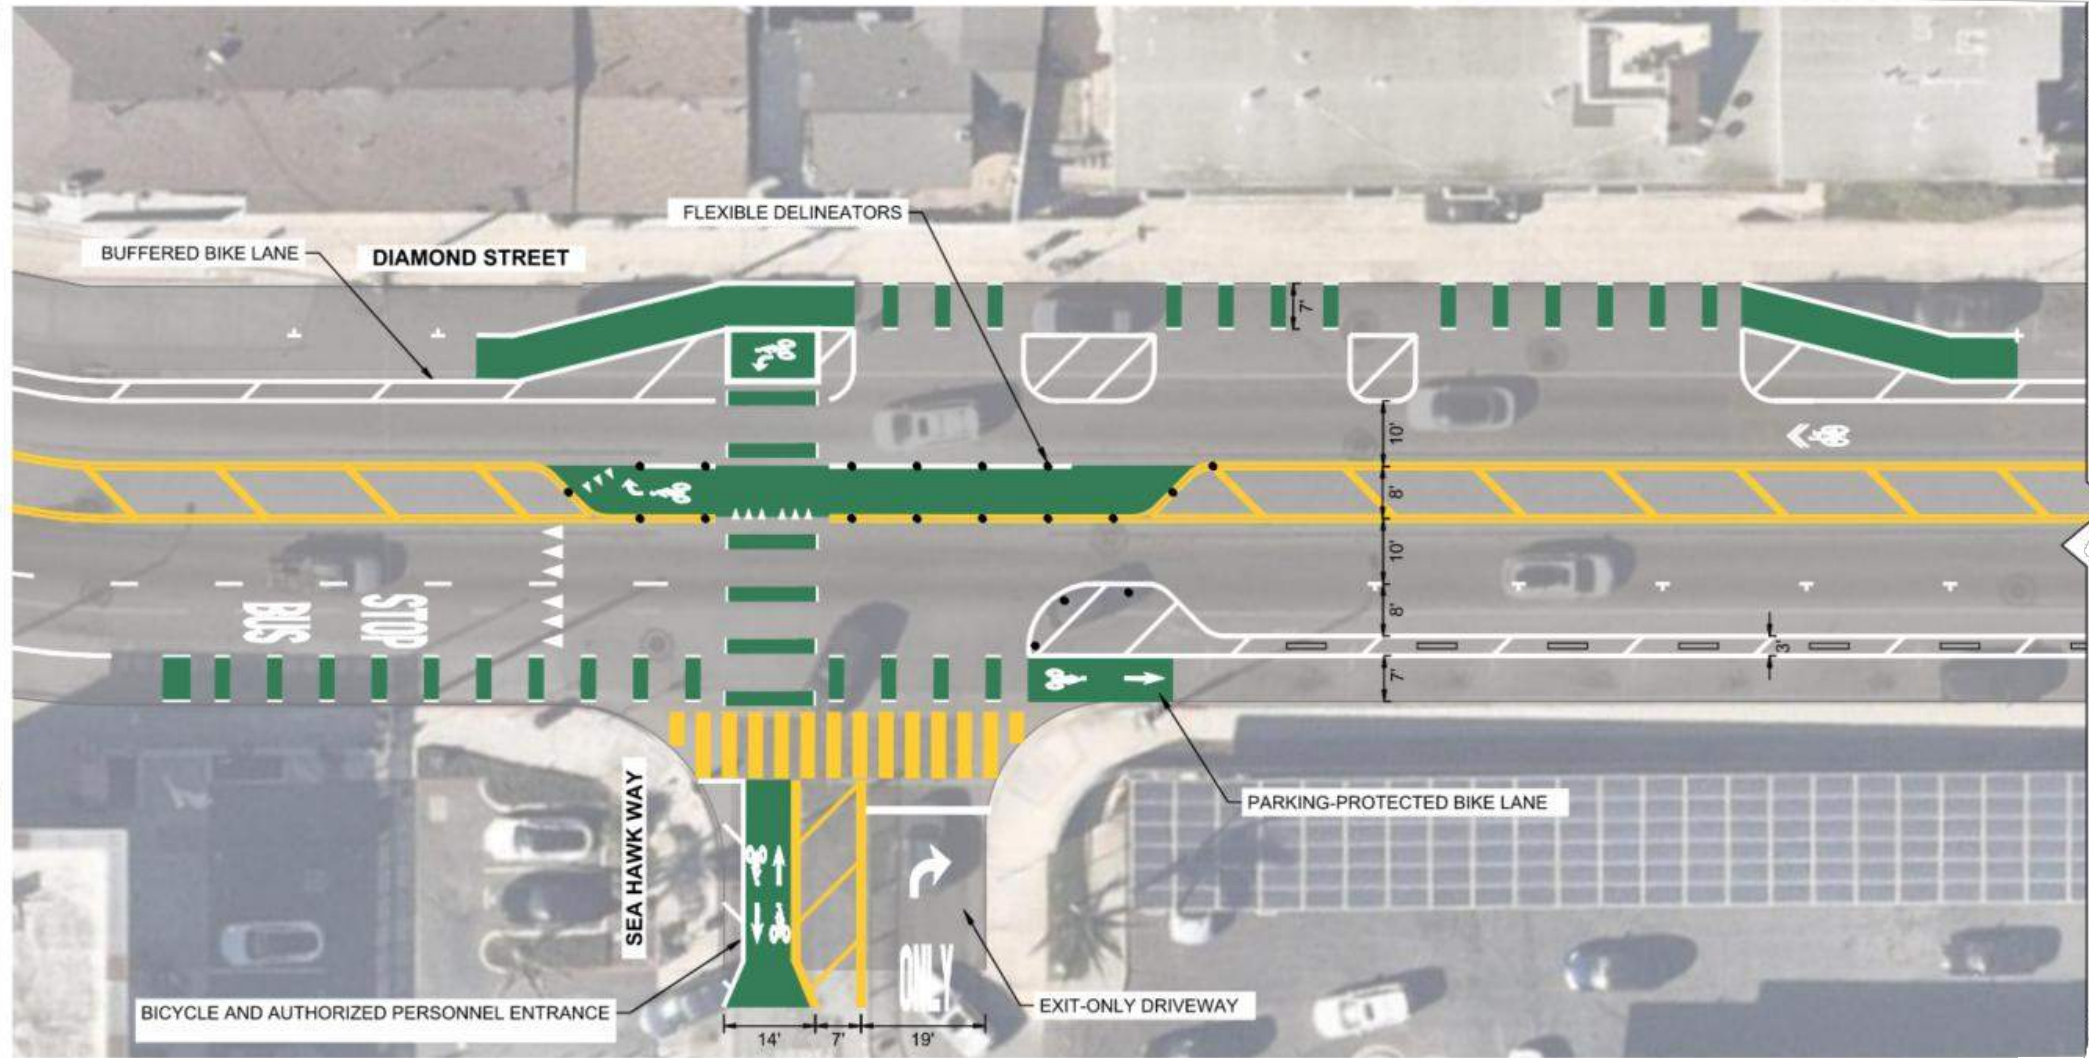 FLEXIBLE DELINEATORS
BUFFERED BIKE LANE
DIAMOND STREET
7'
10'
8'
10'
8'
3'
7'
BUS
STOP
SEA HAWK WAY
PARKING-PROTECTED BIKE LANE
ONLY
BICYCLE AND AUTHORIZED PERSONNEL ENTRANCE
EXIT-ONLY DRIVEWAY
14'
7'
19'